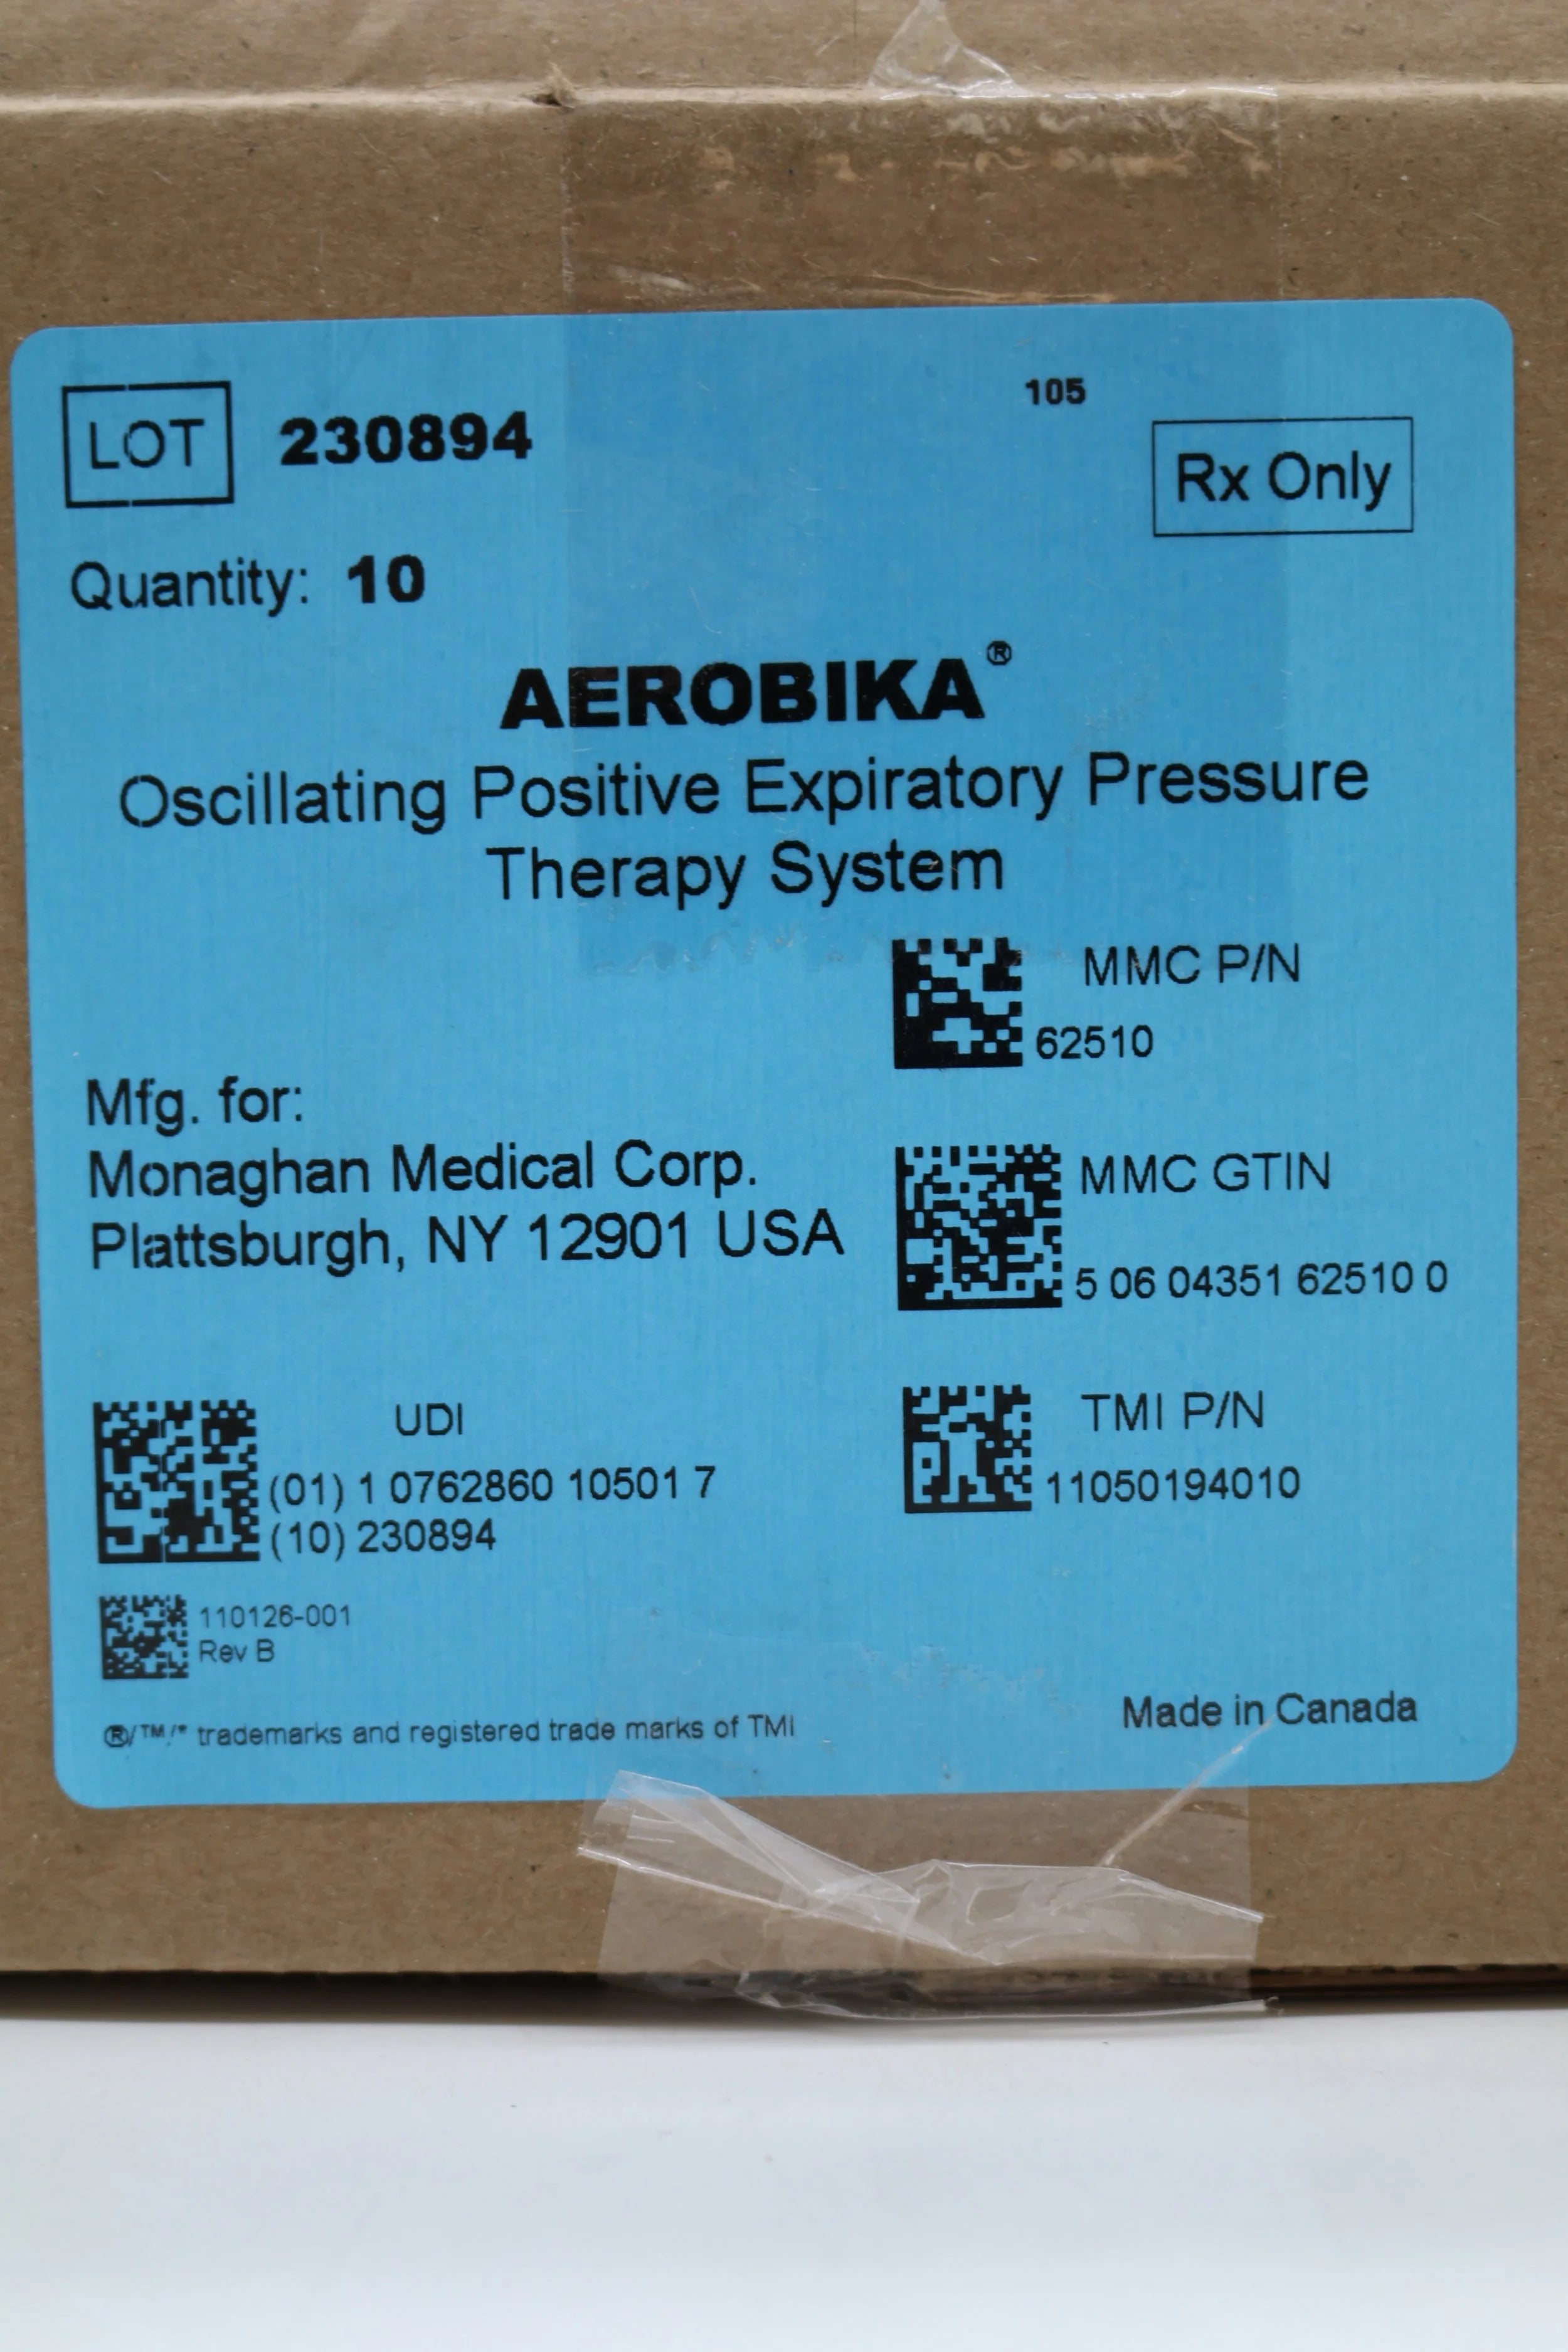 105
LOT 230894
Rx Only
Quantity: 10
AEROBIKA®
Oscillating Positive Expiratory Pressure
Therapy System
MMC P/N
62510
Mfg. for:
Monaghan Medical Corp.
Plattsburgh, NY 12901 USA
MMC GTIN
5 06 04351 62510 0
UDI
(01) 1 0762860 10501 7
(10) 230894
TMI P/N
11050194010
110126-001
Rev B
®/™/* trademarks and registered trade marks of TMI
Made in Canada